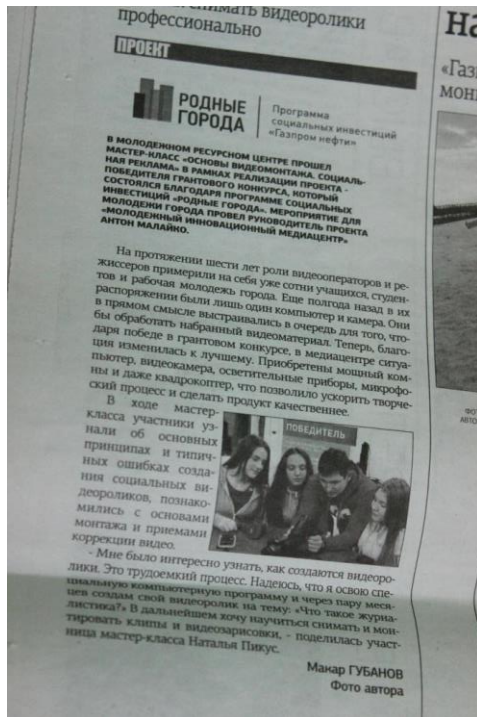 снимать видеоролики
профессионально
ПРОЕКТ
РОДНЫЕ
ГОРОДА
Программа
социальных инвестиций
«Газпром нефти»
В МОЛОДЕЖНОМ РЕСУРСНОМ ЦЕНТРЕ ПРОШЕЛ
МАСТЕР-КЛАСС «ОСНОВЫ ВИДЕОМОНТАЖА. СОЦИАЛЬ-
НАЯ РЕКЛАМА» В РАМКАХ РЕАЛИЗАЦИИ ПРОЕКТА -
ПОБЕДИТЕЛЯ ГРАНТОВОГО КОНКУРСА, КОТОРЫЙ
СОСТОЯЛСЯ БЛАГОДАРЯ ПРОГРАММЕ СОЦИАЛЬНЫХ
ИНВЕСТИЦИЙ «РОДНЫЕ ГОРОДА». МЕРОПРИЯТИЕ ДЛЯ
МОЛОДЕЖИ ГОРОДА ПРОВЕЛ РУКОВОДИТЕЛЬ ПРОЕКТА
«МОЛОДЕЖНЫЙ ИННОВАЦИОННЫЙ МЕДИАЦЕНТР»
АНТОН МАЛАЙКО.
На протяжении шести лет роли видеооператоров и ре-
жиссеров примерили на себя уже сотни учащихся, студен-
тов и рабочая молодежь города. Еще полгода назад в их
распоряжении были лишь один компьютер и камера. Они
в прямом смысле выстраивались в очередь для того, что-
бы обработать набранный видеоматериал. Теперь, благо-
даря победе в грантовом конкурсе, в медиацентре ситуа-
ция изменилась к лучшему. Приобретены мощный ком-
пьютер, видеокамера, осветительные приборы, микрофо-
ны и даже квадрокоптер, что позволило ускорить творче-
ский процесс и сделать продукт качественнее.
В ходе мастер-
класса участники уз-
нали об основных
принципах и типич-
ных ошибках созда-
ния социальных ви-
деороликов, познако-
мились с основами
монтажа и приемами
коррекции видео.
ПОБЕДИТЕЛЬ
- Мне было интересно узнать, как создаются видеоро-
лики. Это трудоемкий процесс. Надеюсь, что я освою спе-
циальную компьютерную программу и через пару меся-
цев создам свой видеоролик на тему: «Что такое журна-
листика?» В дальнейшем хочу научиться снимать и мон-
тировать клипы и видеозарисовки, - поделилась участ-
ница мастер-класса Наталья Пикус.
Макар ГУБАНОВ
Фото автора
на
«Газ
мон
ФО
АВТО